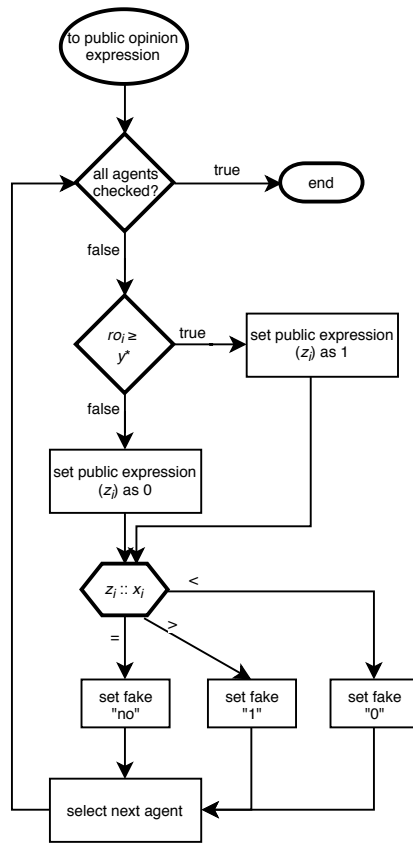 to public opinion
expression
all agents
checked?
true
end
false
roᵢ ≥
y*
true
set public expression
(zᵢ) as 1
false
set public expression
(zᵢ) as 0
zᵢ :: xᵢ
<
=
>
set fake
"no"
set fake
"1"
set fake
"0"
select next agent